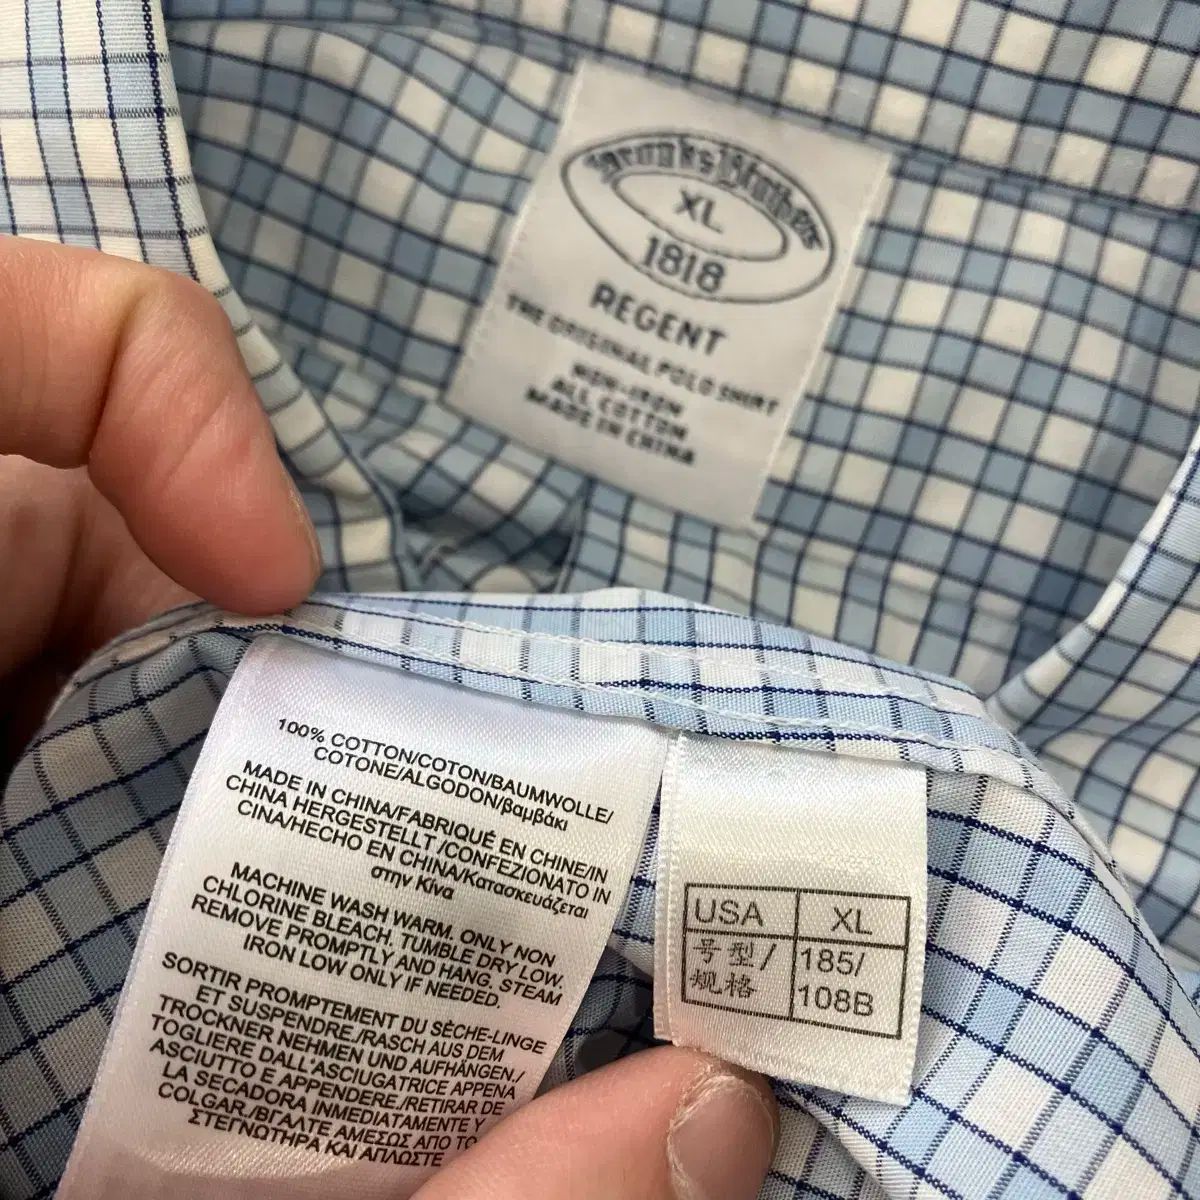 Brooks Brothers
XL
1818
REGENT
THE ORIGINAL POLO SHIRT
NON-IRON
ALL COTTON
MADE IN CHINA
100% COTTON/COTON/BAUMWOLLE/
COTONE/ALGODON/βαμβάκι
MADE IN CHINA/FABRIQUÉ EN CHINE/IN
CHINA HERGESTELLT /CONFEZIONATO IN
CINA/HECHO EN CHINA/Κατασκευάζεται
στην Κίνα
MACHINE WASH WARM. ONLY NON
CHLORINE BLEACH. TUMBLE DRY LOW.
REMOVE PROMPTLY AND HANG, STEAM
IRON LOW ONLY IF NEEDED.
SORTIR PROMPTEMENT DU SÈCHE-LINGE
ET SUSPENDRE./RASCH AUS DEM
TROCKNER NEHMEN UND AUFHÄNGEN./
TOGLIERE DALL'ASCIUGATRICE APPENA
ASCIUTTO E APPENDERE./RETIRAR DE
LA SECADORA INMEDIATAMENTE Y
COLGAR./ΒΓΑΛΤΕ ΑΜΕΣΩΣ ΑΠΟ ΤΟ
ΣΤΕΓΝΩΤΗΡΑ ΚΑΙ ΑΠΛΩΣΤΕ
USA XL
号型/ 185/
规格 108B